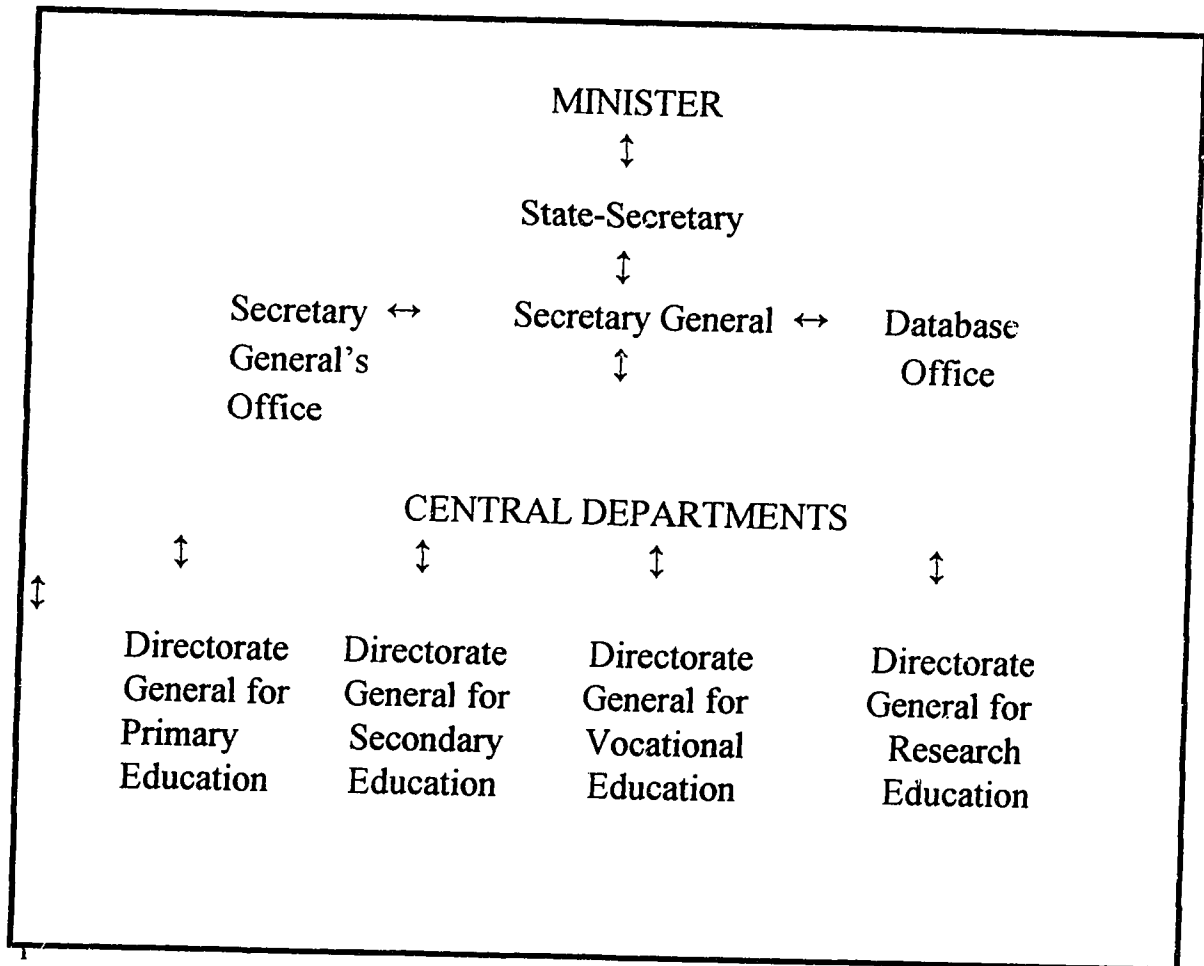 MINISTER
↕
State-Secretary
↕
Secretary ↔ Secretary General ↔ Database
General's ↕ Office
Office
CENTRAL DEPARTMENTS
↕ ↕ ↕ ↕
↕
Directorate Directorate Directorate Directorate
General for General for General for General for
Primary Secondary Vocational Research
Education Education Education Education